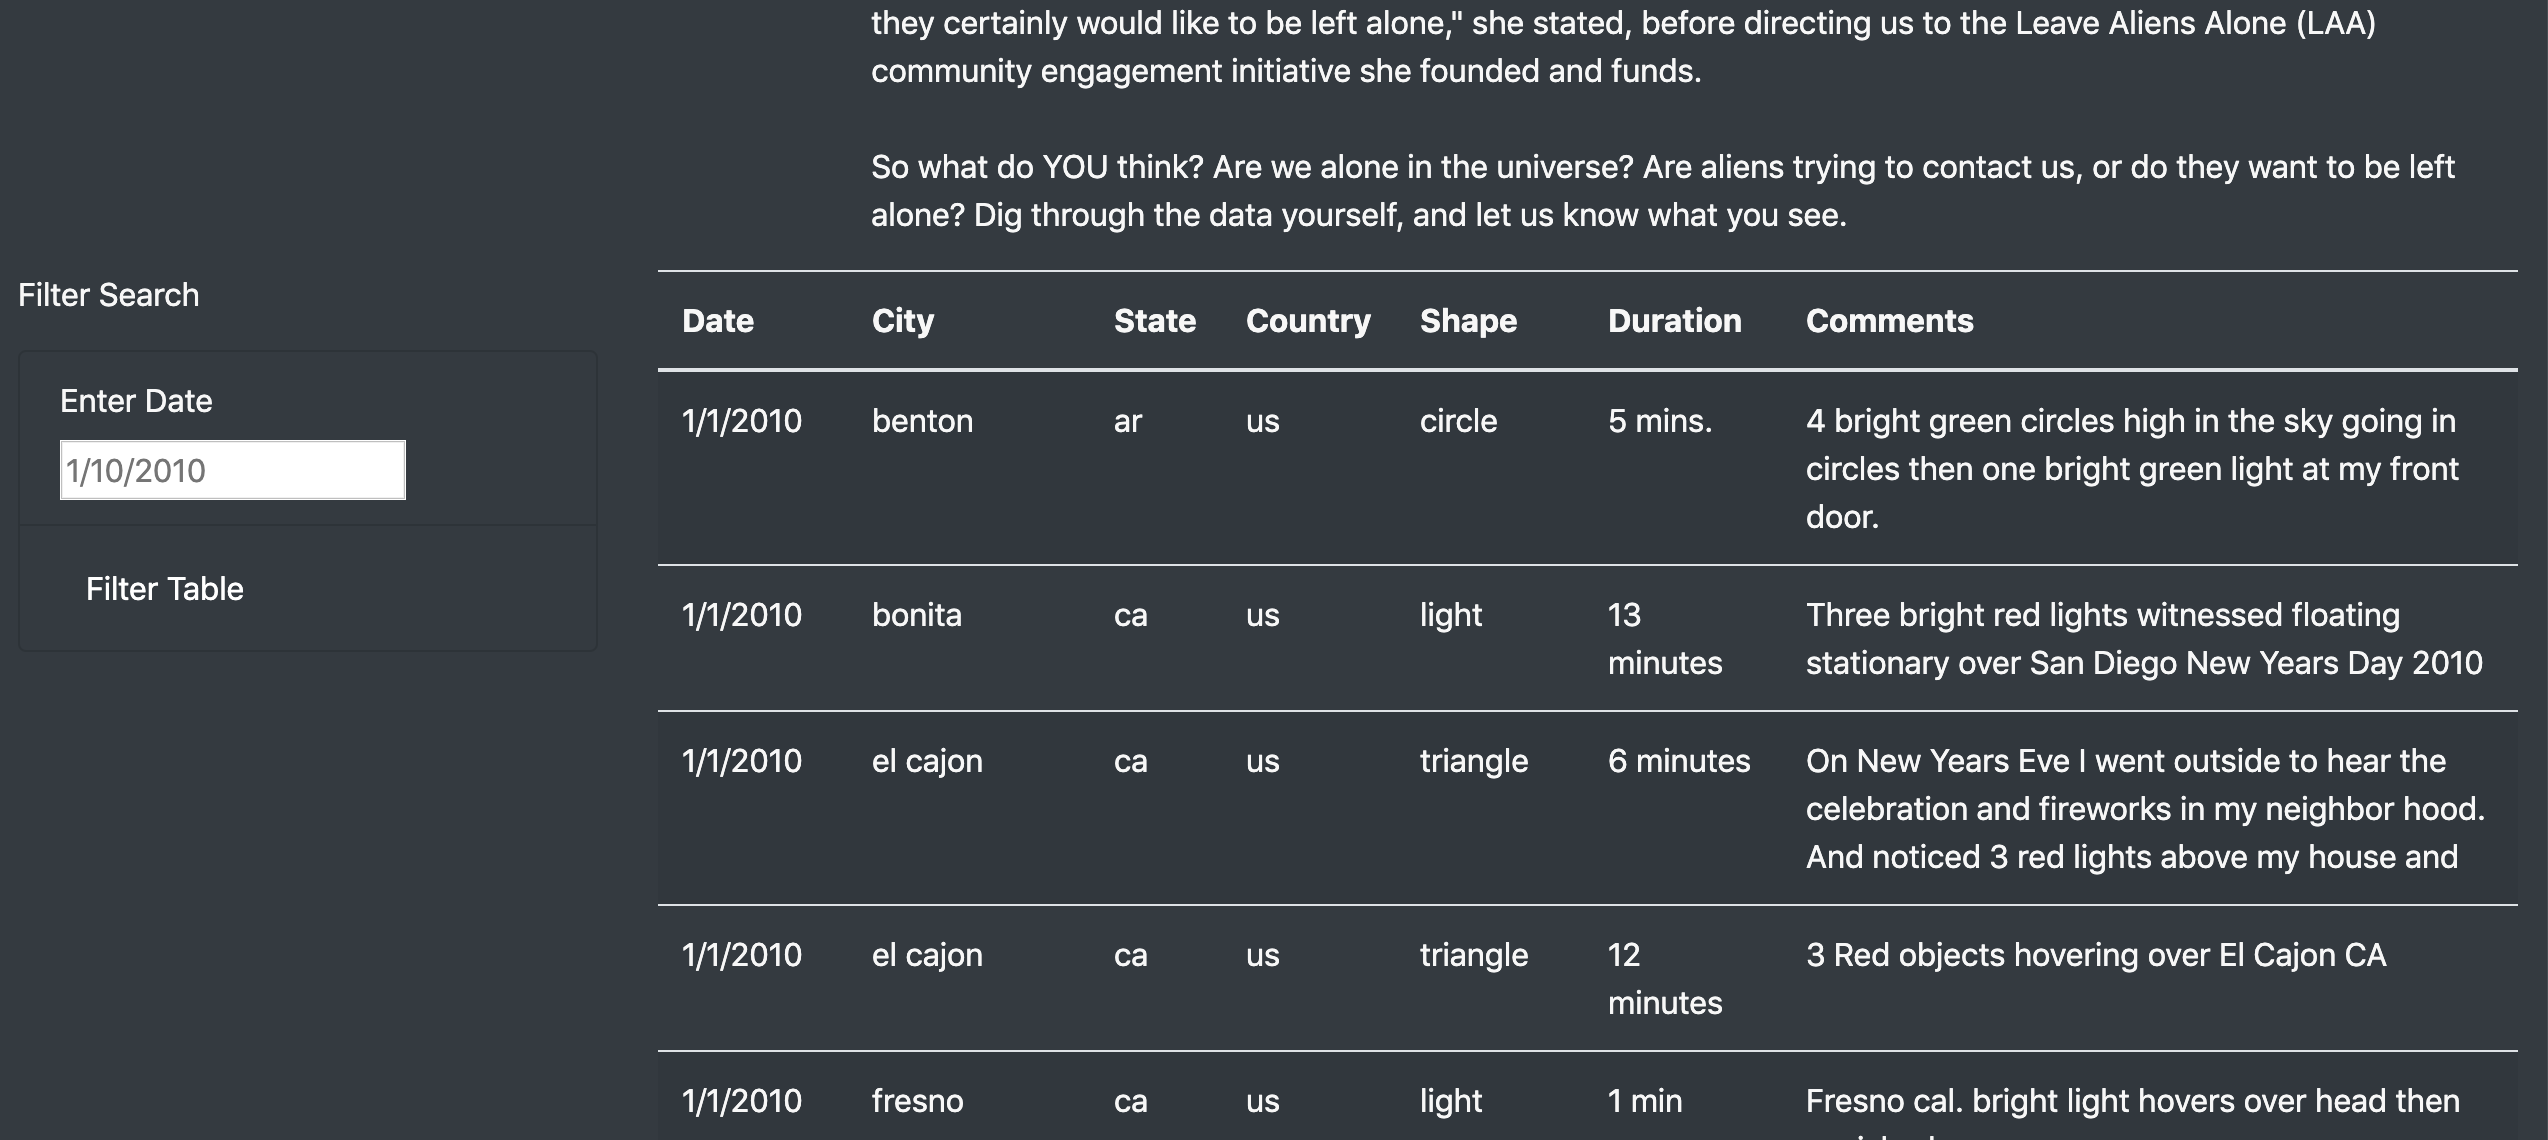 they certainly would like to be left alone," she stated, before directing us to the Leave Aliens Alone (LAA)
community engagement initiative she founded and funds.
So what do YOU think? Are we alone in the universe? Are aliens trying to contact us, or do they want to be left
alone? Dig through the data yourself, and let us know what you see.
Filter Search
Enter Date
1/10/2010
Filter Table
Date City State Country Shape Duration Comments
1/1/2010 benton ar us circle 5 mins. 4 bright green circles high in the sky going in
circles then one bright green light at my front
door.
1/1/2010 bonita ca us light 13 Three bright red lights witnessed floating
minutes stationary over San Diego New Years Day 2010
1/1/2010 el cajon ca us triangle 6 minutes On New Years Eve I went outside to hear the
celebration and fireworks in my neighbor hood.
And noticed 3 red lights above my house and
1/1/2010 el cajon ca us triangle 12 3 Red objects hovering over El Cajon CA
minutes
1/1/2010 fresno ca us light 1 min Fresno cal. bright light hovers over head then